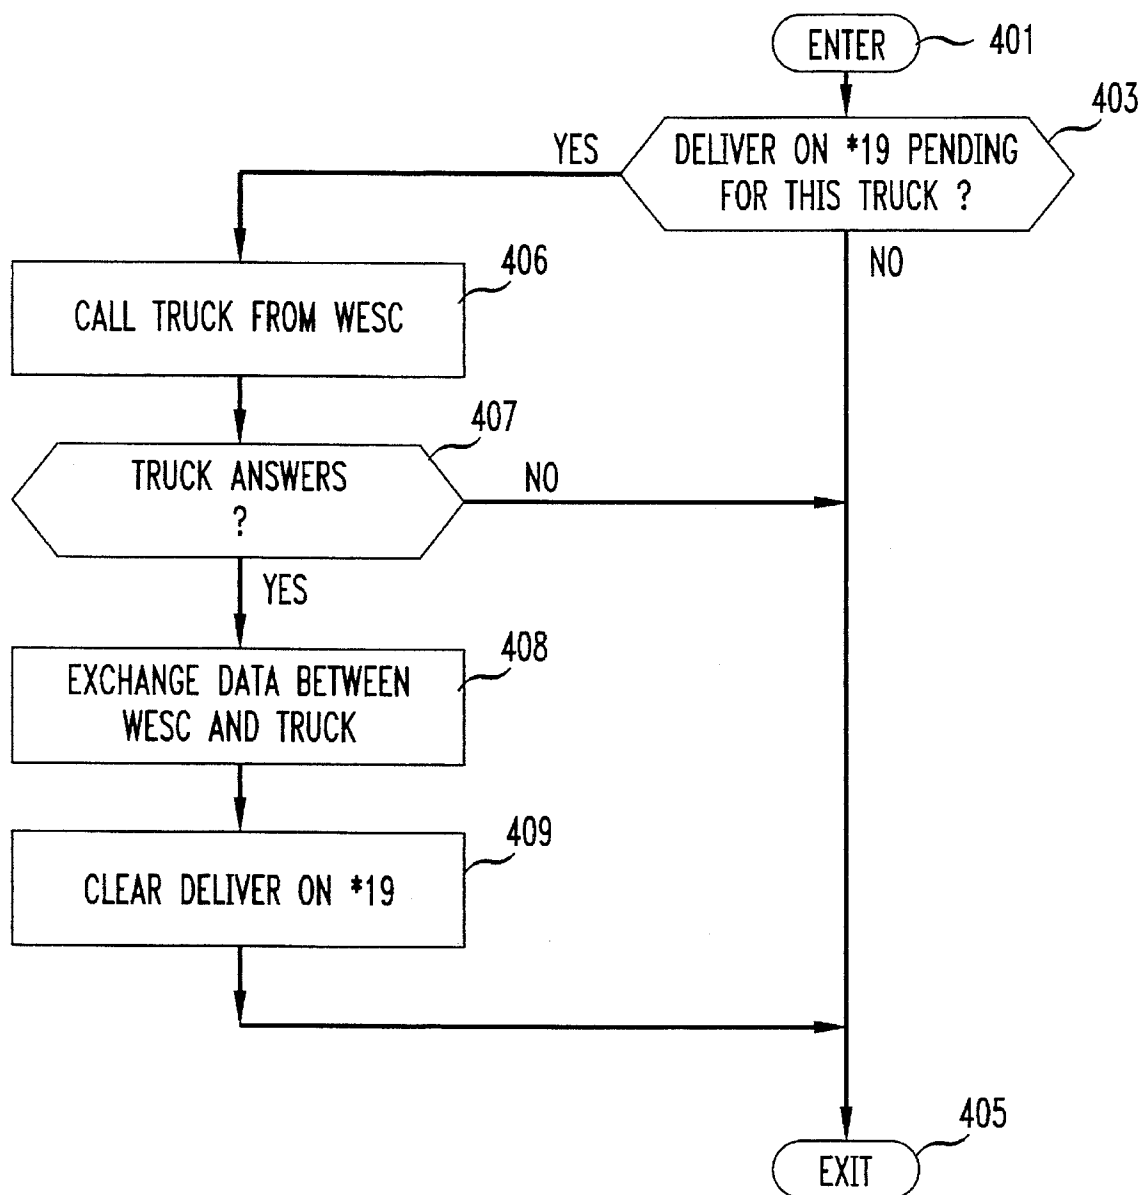 ENTER
401
403
DELIVER ON *19 PENDING
FOR THIS TRUCK ?
YES
NO
406
CALL TRUCK FROM WESC
407
TRUCK ANSWERS
?
NO
YES
408
EXCHANGE DATA BETWEEN
WESC AND TRUCK
409
CLEAR DELIVER ON *19
405
EXIT